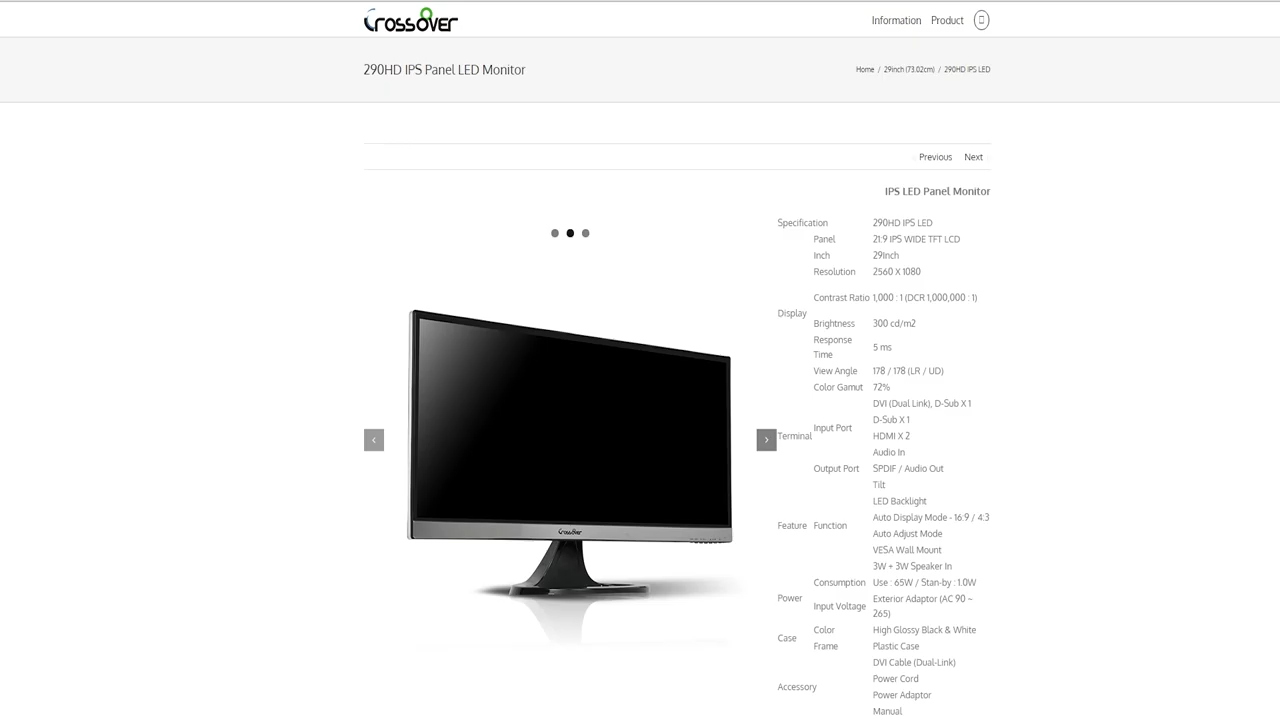 CrossOver
Information Product
290HD IPS Panel LED Monitor
Home / 29inch (73.02cm) / 290HD IPS LED
Previous Next
IPS LED Panel Monitor
Specification 290HD IPS LED
Display
Panel 21:9 IPS WIDE TFT LCD
Inch 29Inch
Resolution 2560 X 1080
Contrast Ratio 1,000 : 1 (DCR 1,000,000 : 1)
Brightness 300 cd/m2
Response
Time
5 ms
View Angle 178 / 178 (LR / UD)
Color Gamut 72%
Terminal
Input Port
DVI (Dual Link), D-Sub X 1
D-Sub X 1
HDMI X 2
Audio In
Output Port SPDIF / Audio Out
Feature Function
Tilt
LED Backlight
Auto Display Mode - 16:9 / 4:3
Auto Adjust Mode
VESA Wall Mount
3W + 3W Speaker In
Power
Consumption Use : 65W / Stan-by : 1.0W
Input Voltage
Exterior Adaptor (AC 90 ~
265)
Case
Color High Glossy Black & White
Frame Plastic Case
Accessory
DVI Cable (Dual-Link)
Power Cord
Power Adaptor
Manual
CrossOver